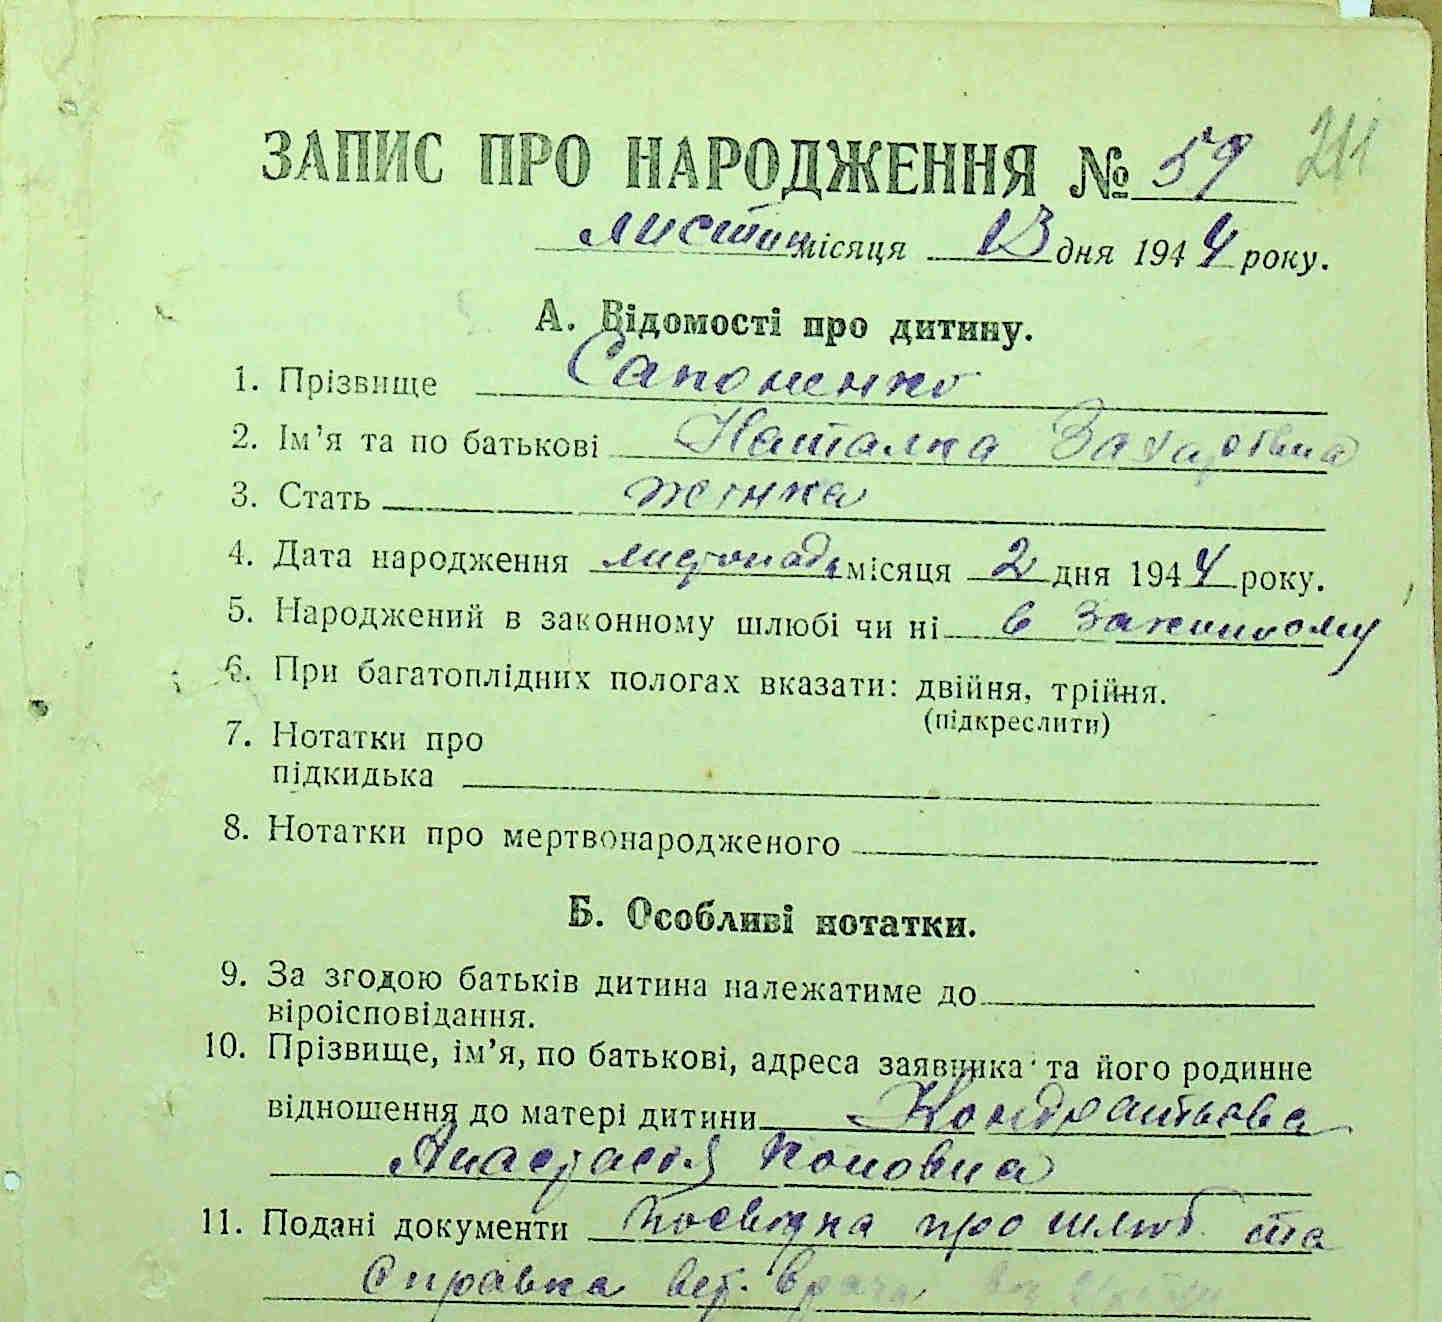 ЗАПИС ПРО НАРОДЖЕННЯ № 59 211
листоп місяця 13 дня 1944 року.
А. Відомості про дитину.
1. Прізвище Сапоненко
2. Ім’я та по батькові Наталка Захарівна
3. Стать жінка
4. Дата народження листопада місяця 2 дня 1944 року.
5. Народжений в законному шлюбі чи ні в законному
6. При багатоплідних пологах вказати: двійня, трійня.
(підкреслити)
7. Нотатки про
підкидька
8. Нотатки про мертвонародженого
Б. Особливі нотатки.
9. За згодою батьків дитина належатиме до
віроісповідання.
10. Прізвище, ім’я, по батькові, адреса заявника та його родинне
відношення до матері дитини Кондратьєва
Анастасія
11. Подані документи посвідка про шлюб та
Справка вет. врача